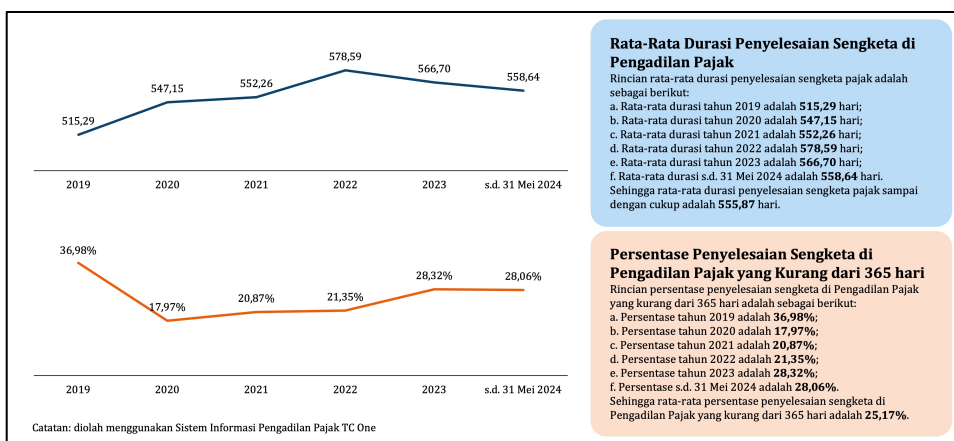 578,59
566,70
558,64
547,15
552,26
515,29
2019 2020 2021 2022 2023 s.d. 31 Mei 2024
36,98%
28,32%
28,06%
17,97%
20,87%
21,35%
2019 2020 2021 2022 2023 s.d. 31 Mei 2024
Catatan: diolah menggunakan Sistem Informasi Pengadilan Pajak TC One
Rata-Rata Durasi Penyelesaian Sengketa di
Pengadilan Pajak
Rincian rata-rata durasi penyelesaian sengketa pajak adalah
sebagai berikut:
a. Rata-rata durasi tahun 2019 adalah 515,29 hari;
b. Rata-rata durasi tahun 2020 adalah 547,15 hari;
c. Rata-rata durasi tahun 2021 adalah 552,26 hari;
d. Rata-rata durasi tahun 2022 adalah 578,59 hari;
e. Rata-rata durasi tahun 2023 adalah 566,70 hari;
f. Rata-rata durasi s.d. 31 Mei 2024 adalah 558,64 hari.
Sehingga rata-rata durasi penyelesaian sengketa pajak sampai
dengan cukup adalah 555,87 hari.
Persentase Penyelesaian Sengketa di
Pengadilan Pajak yang Kurang dari 365 hari
Rincian persentase penyelesaian sengketa di Pengadilan Pajak
yang kurang dari 365 hari adalah sebagai berikut:
a. Persentase tahun 2019 adalah 36,98%;
b. Persentase tahun 2020 adalah 17,97%;
c. Persentase tahun 2021 adalah 20,87%;
d. Persentase tahun 2022 adalah 21,35%;
e. Persentase tahun 2023 adalah 28,32%;
f. Persentase s.d. 31 Mei 2024 adalah 28,06%.
Sehingga rata-rata persentase penyelesaian sengketa di
Pengadilan Pajak yang kurang dari 365 hari adalah 25,17%.